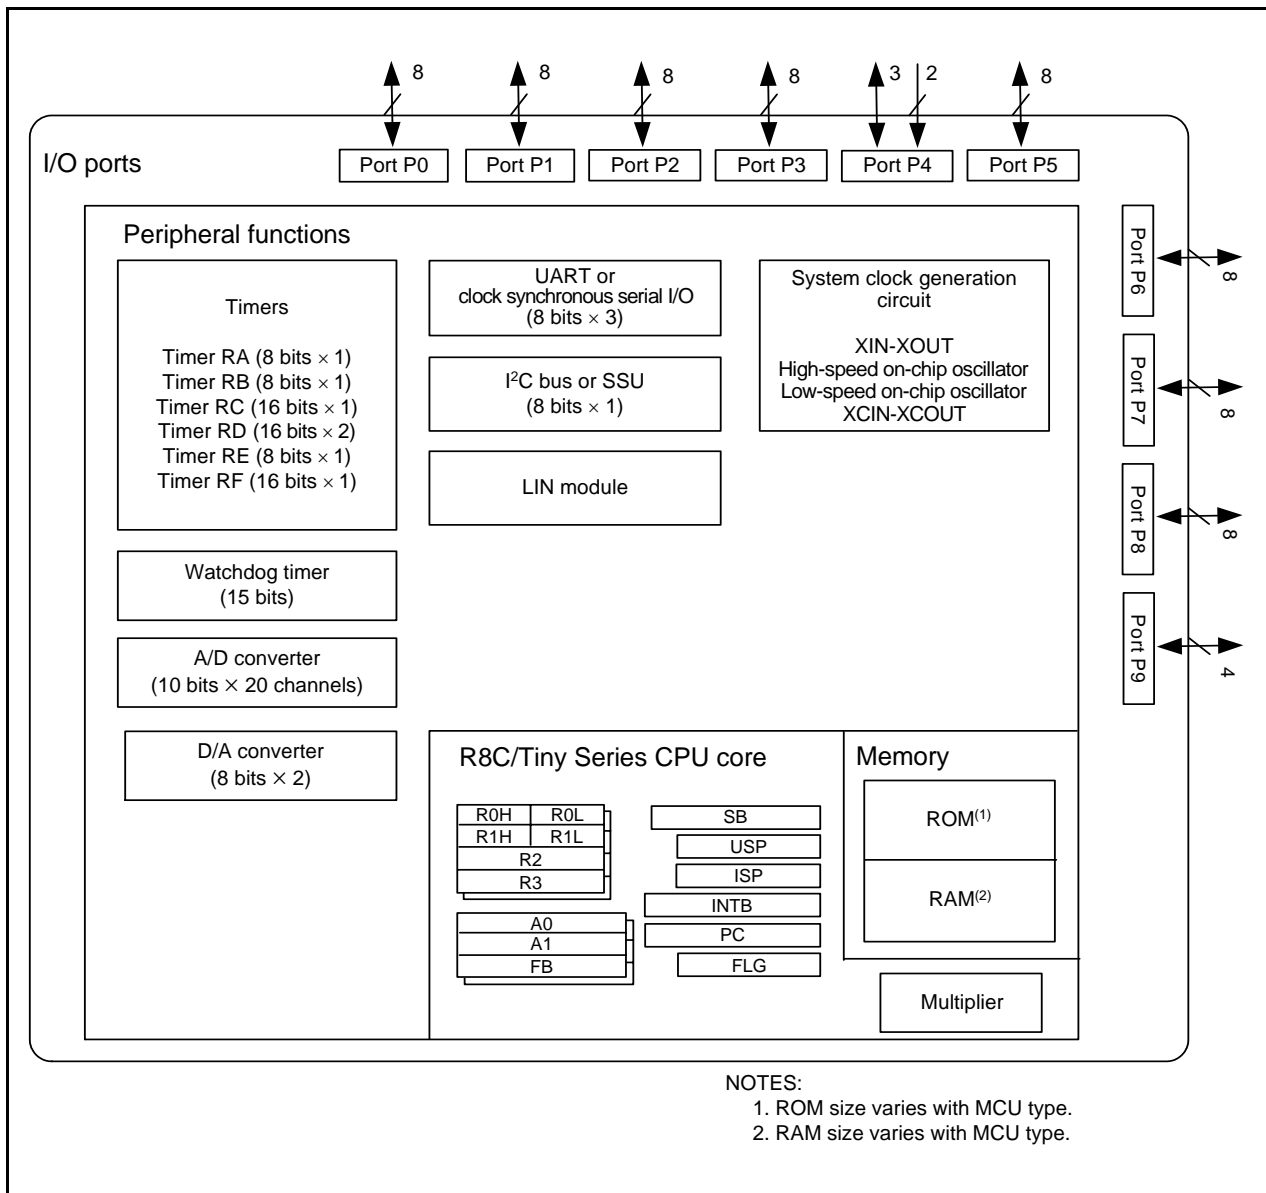 8 8 8 8 3 2 8
I/O ports
Port P0 Port P1 Port P2 Port P3 Port P4 Port P5
Port P6
8
Port P7
8
Port P8
8
Port P9
4
Peripheral functions
Timers
Timer RA (8 bits × 1)
Timer RB (8 bits × 1)
Timer RC (16 bits × 1)
Timer RD (16 bits × 2)
Timer RE (8 bits × 1)
Timer RF (16 bits × 1)
UART or
clock synchronous serial I/O
(8 bits × 3)
I²C bus or SSU
(8 bits × 1)
LIN module
System clock generation
circuit
XIN-XOUT
High-speed on-chip oscillator
Low-speed on-chip oscillator
XCIN-XCOUT
Watchdog timer
(15 bits)
A/D converter
(10 bits × 20 channels)
D/A converter
(8 bits × 2)
R8C/Tiny Series CPU core
R0H R0L
R1H R1L
R2
R3
A0
A1
FB
SB
USP
ISP
INTB
PC
FLG
Memory
ROM(1)
RAM(2)
Multiplier
NOTES:
1. ROM size varies with MCU type.
2. RAM size varies with MCU type.